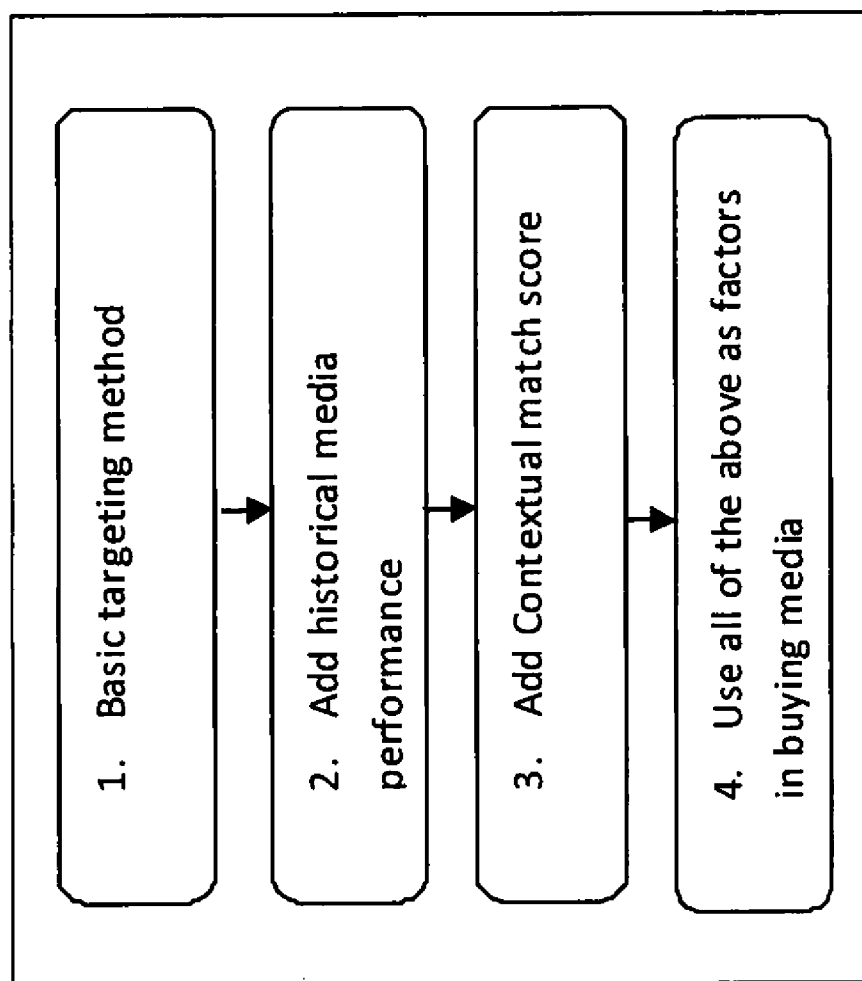 1. Basic targeting method
2. Add historical media
performance
3. Add Contextual match score
4. Use all of the above as factors
in buying media